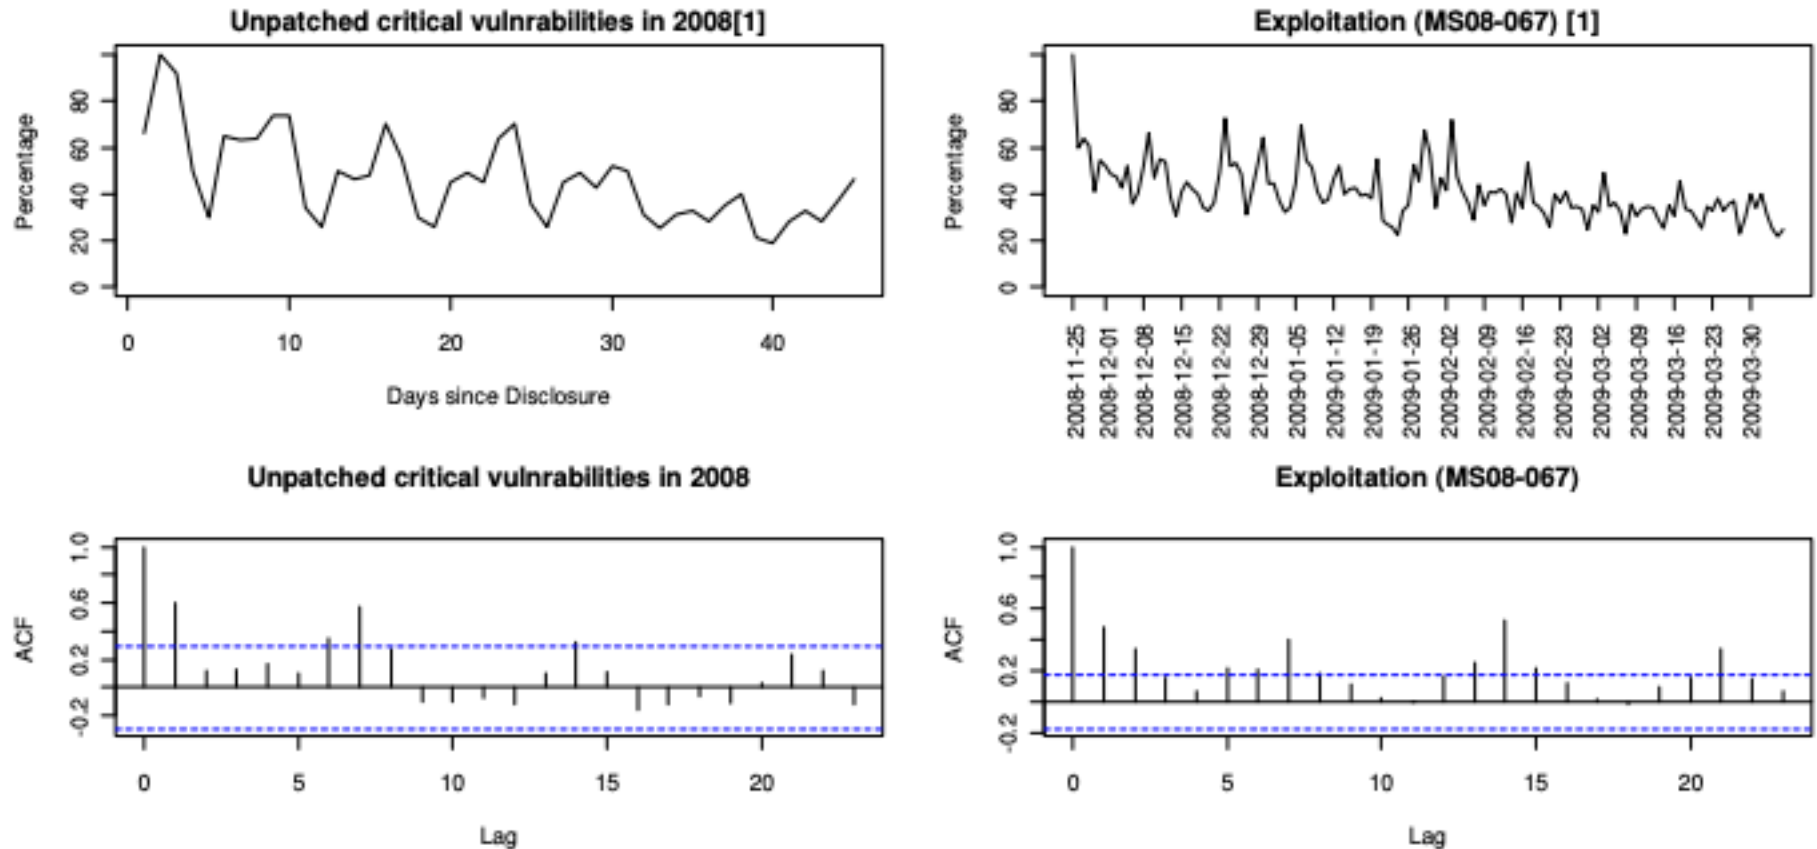 Unpatched critical vulnrabilities in 2008[1]
Percentage
0 20 40 60 80
0 10 20 30 40
Days since Disclosure
Exploitation (MS08-067) [1]
Percentage
0 20 40 60 80
2008-11-25
2008-12-01
2008-12-08
2008-12-15
2008-12-22
2008-12-29
2009-01-05
2009-01-12
2009-01-19
2009-01-26
2009-02-02
2009-02-09
2009-02-16
2009-02-23
2009-03-02
2009-03-09
2009-03-16
2009-03-23
2009-03-30
Unpatched critical vulnrabilities in 2008
ACF
-0.2 0.2 0.6 1.0
0 5 10 15 20
Lag
Exploitation (MS08-067)
ACF
-0.2 0.2 0.6 1.0
0 5 10 15 20
Lag